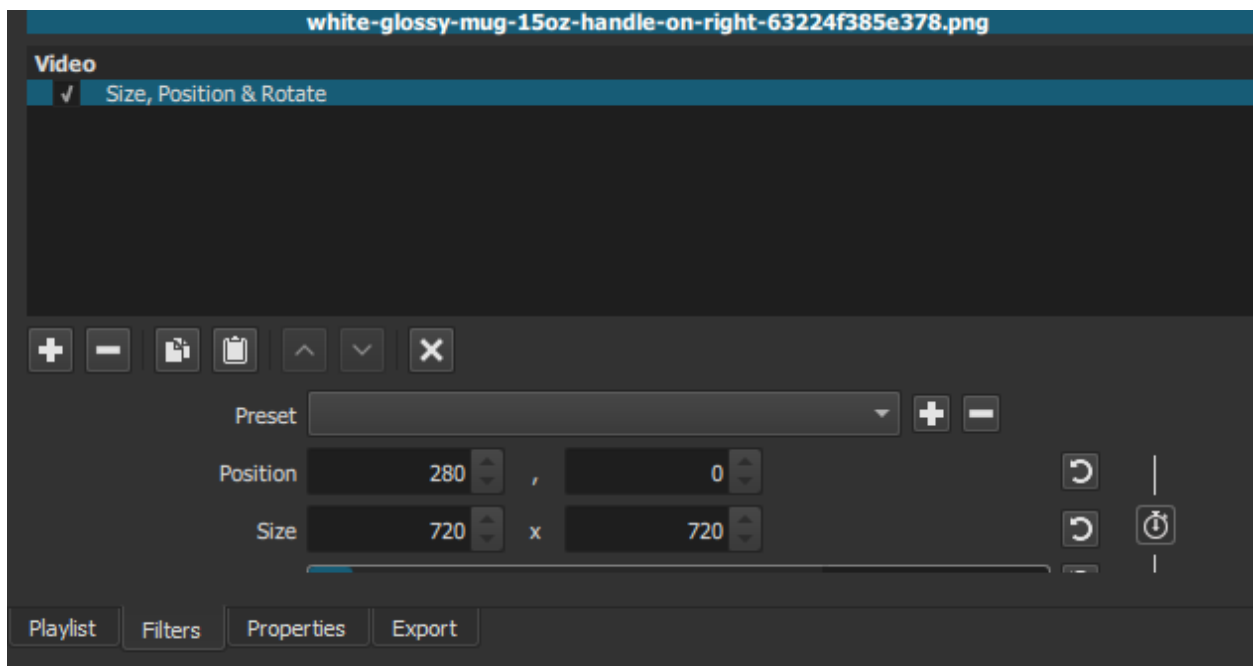 white-glossy-mug-15oz-handle-on-right-63224f385e378.png
Video
√ Size, Position & Rotate
Preset
Position 280 , 0
Size 720 x 720
Playlist Filters Properties Export